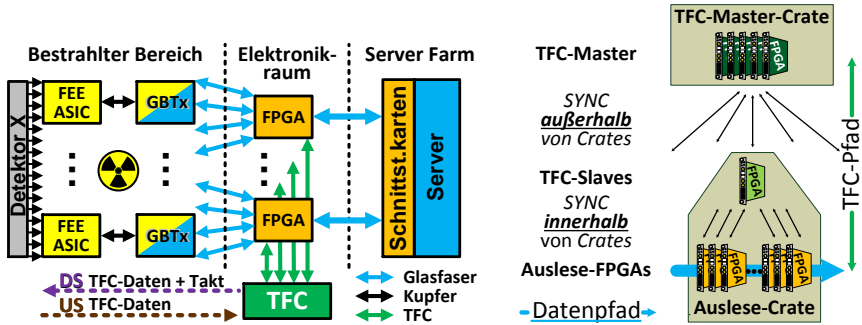 Bestrahlter Bereich
Elektronik-
raum
Server Farm
Detektor X
FEE
ASIC
GBTx
FPGA
FEE
ASIC
GBTx
FPGA
Schnittst.karten
Server
DS TFC-Daten + Takt
US TFC-Daten
TFC
Glasfaser
Kupfer
TFC
TFC-Master
SYNC
außerhalb
von Crates
TFC-Slaves
SYNC
innerhalb
von Crates
Auslese-FPGAs
Datenpfad
TFC-Master-Crate
FPGA
FPGA
FPGA
FPGA
Auslese-Crate
TFC-Pfad